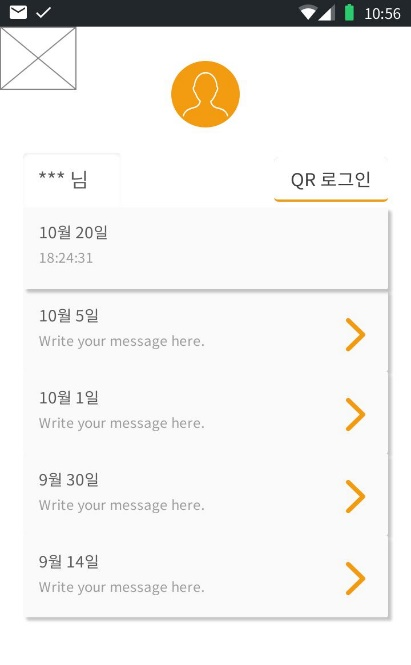 10:56
*** 님
QR 로그인
10월 20일
18:24:31
10월 5일
Write your message here.
10월 1일
Write your message here.
9월 30일
Write your message here.
9월 14일
Write your message here.